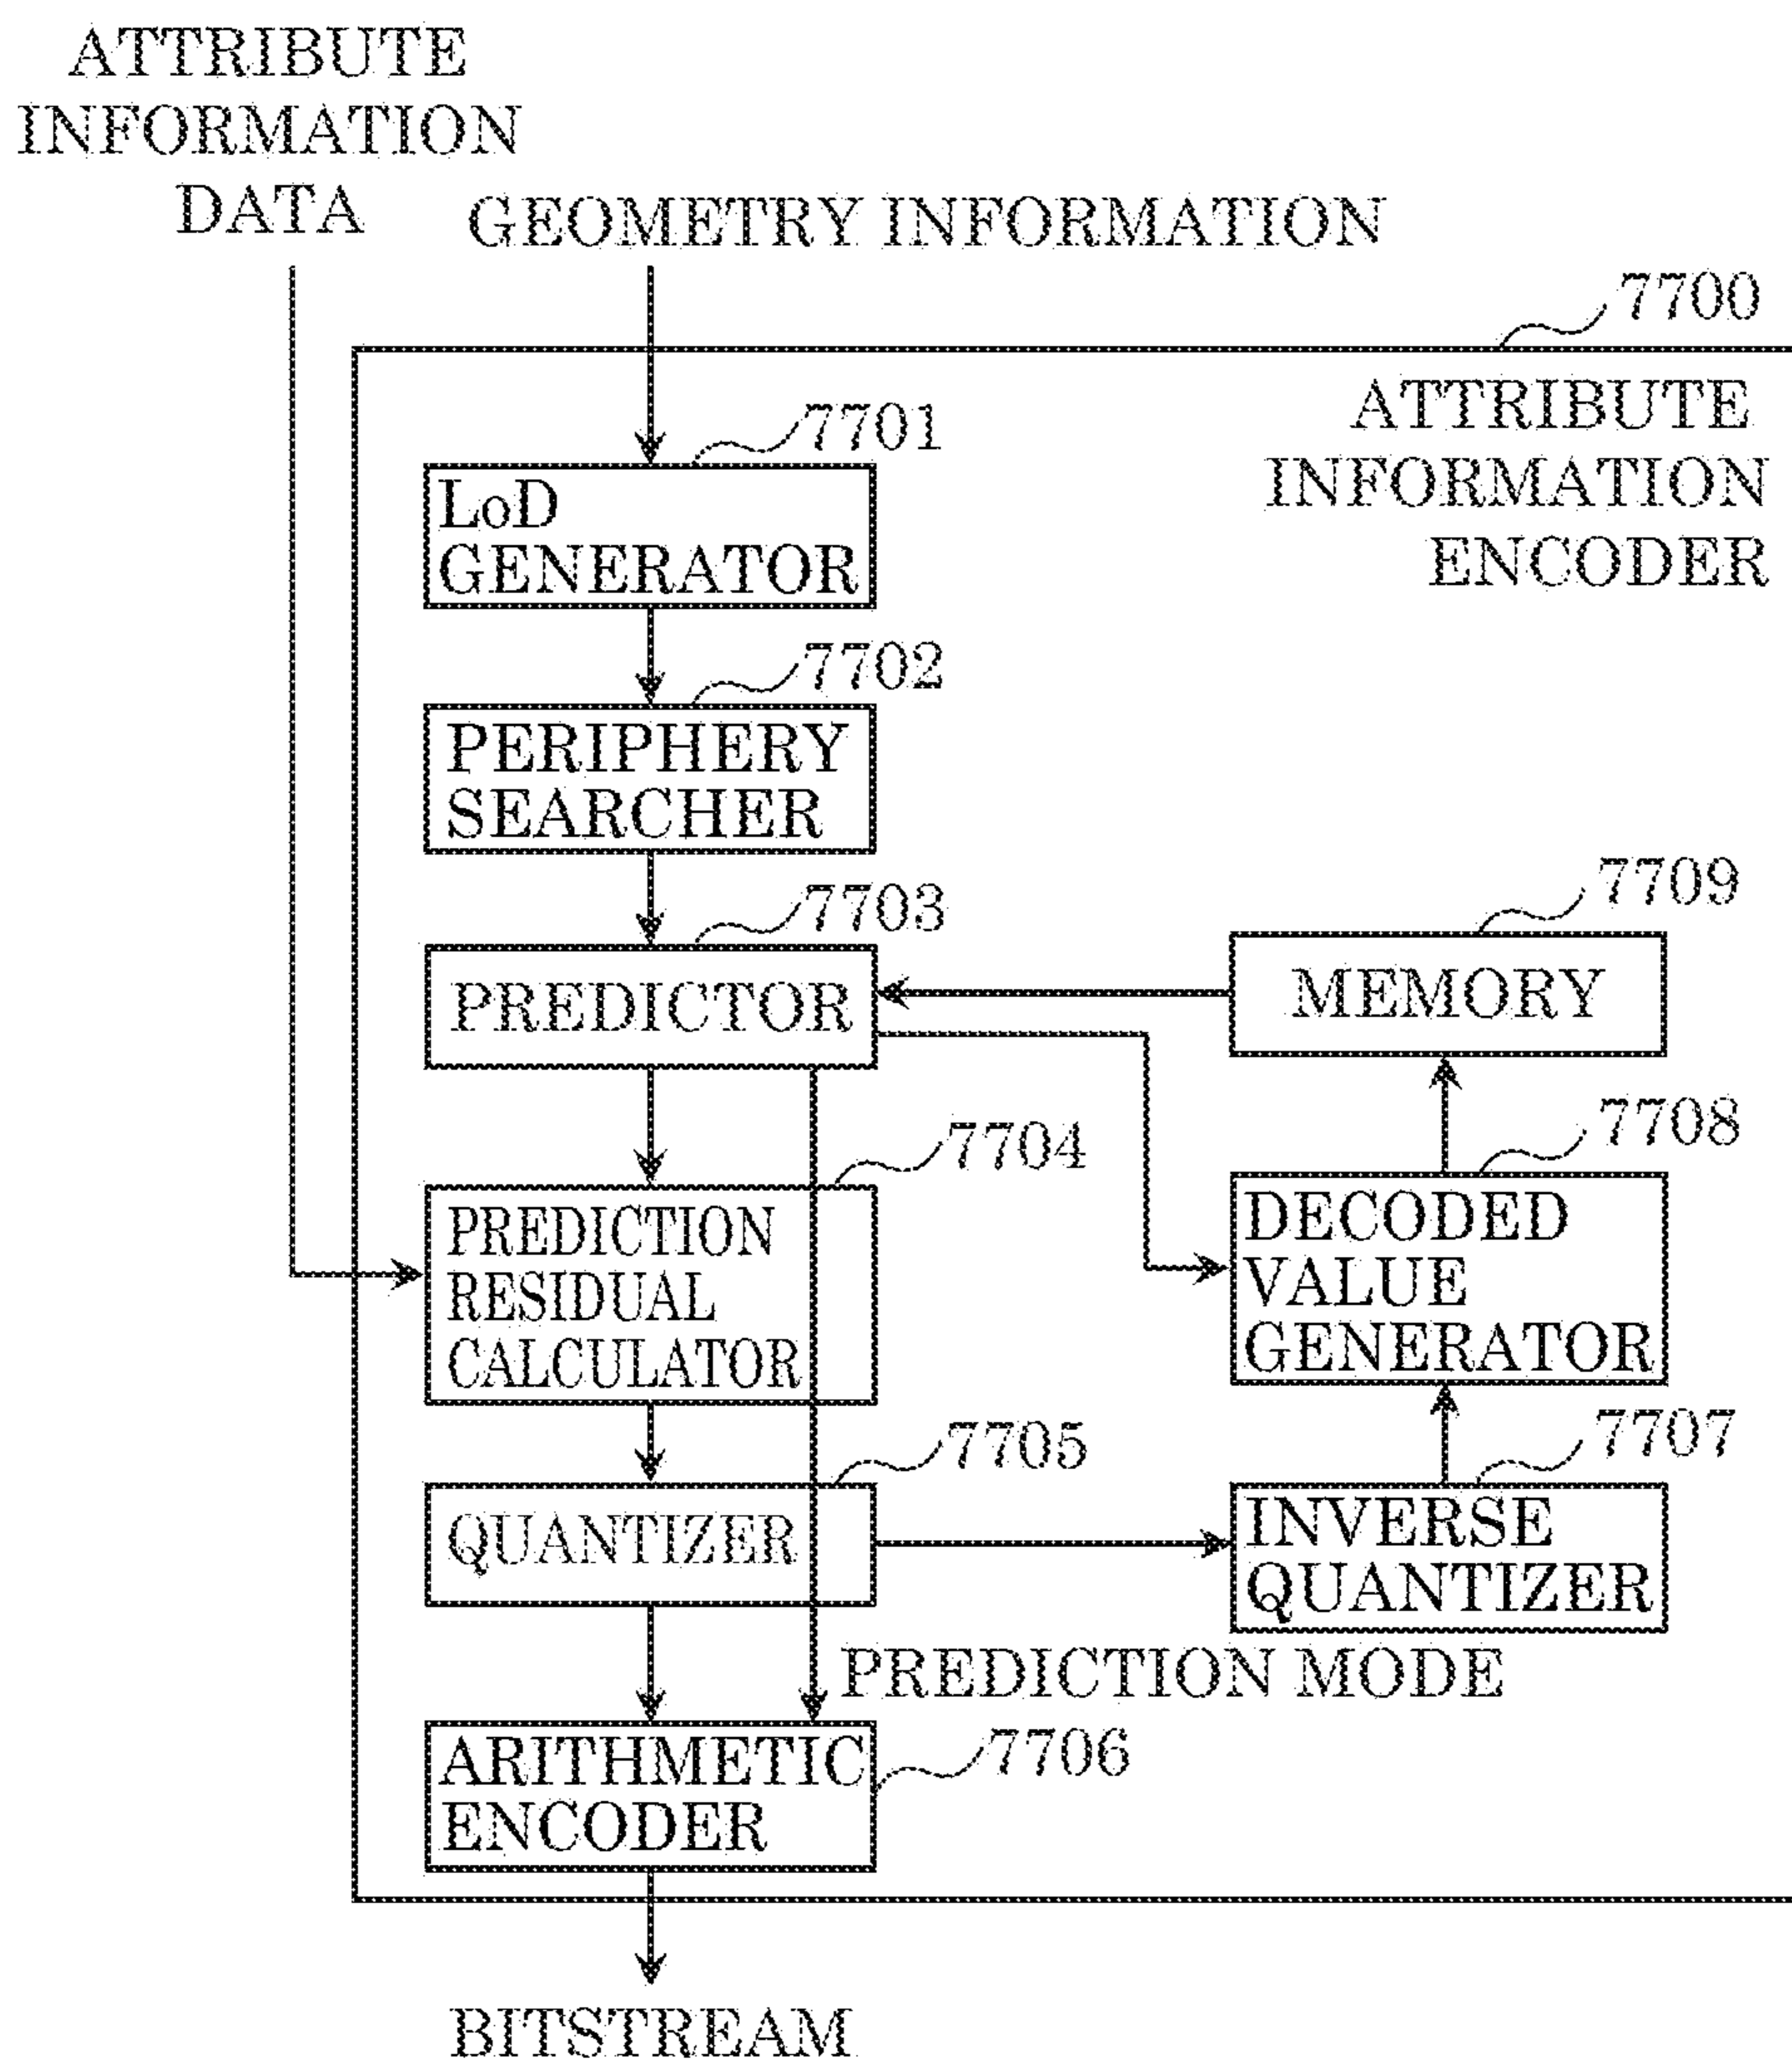 ATTRIBUTE
INFORMATION
DATA
GEOMETRY INFORMATION
7700
ATTRIBUTE
INFORMATION
ENCODER
7701
LoD
GENERATOR
7702
PERIPHERY
SEARCHER
7703
PREDICTOR
7709
MEMORY
7704
PREDICTION
RESIDUAL
CALCULATOR
7708
DECODED
VALUE
GENERATOR
7705
QUANTIZER
7707
INVERSE
QUANTIZER
PREDICTION MODE
7706
ARITHMETIC
ENCODER
BITSTREAM